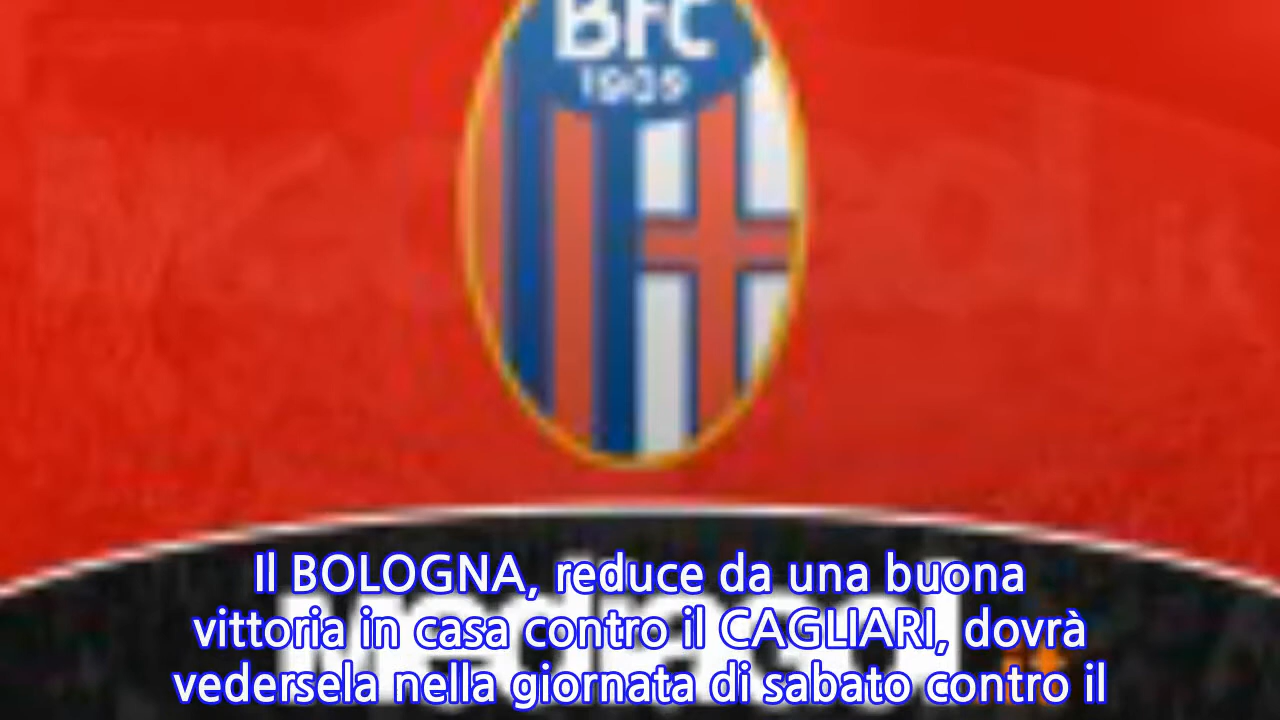 BFC
1909
Il BOLOGNA, reduce da una buona
vittoria in casa contro il CAGLIARI, dovrà
vedersela nella giornata di sabato contro il